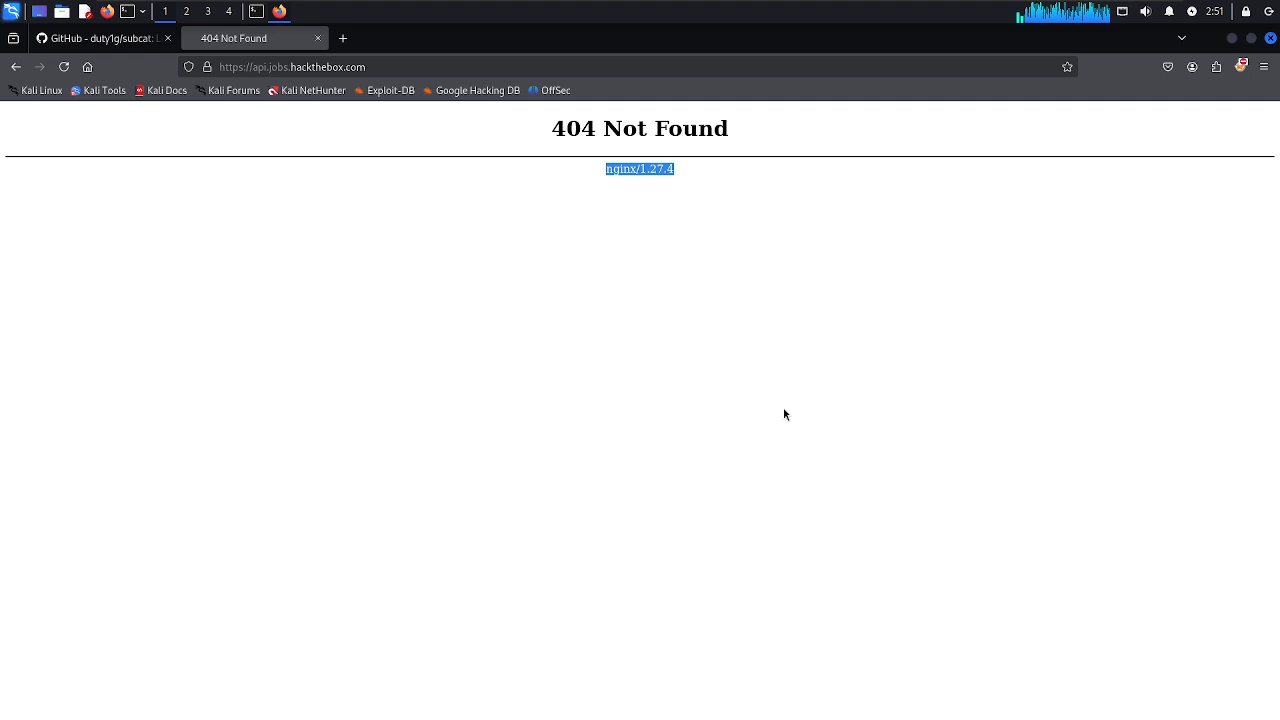 1 2 3 4 2:51
GitHub - duty1g/subcat: 404 Not Found
https://api.jobs.hackthebox.com
Kali Linux Kali Tools Kali Docs Kali Forums Kali NetHunter Exploit-DB Google Hacking DB OffSec
404 Not Found
nginx/1.27.4